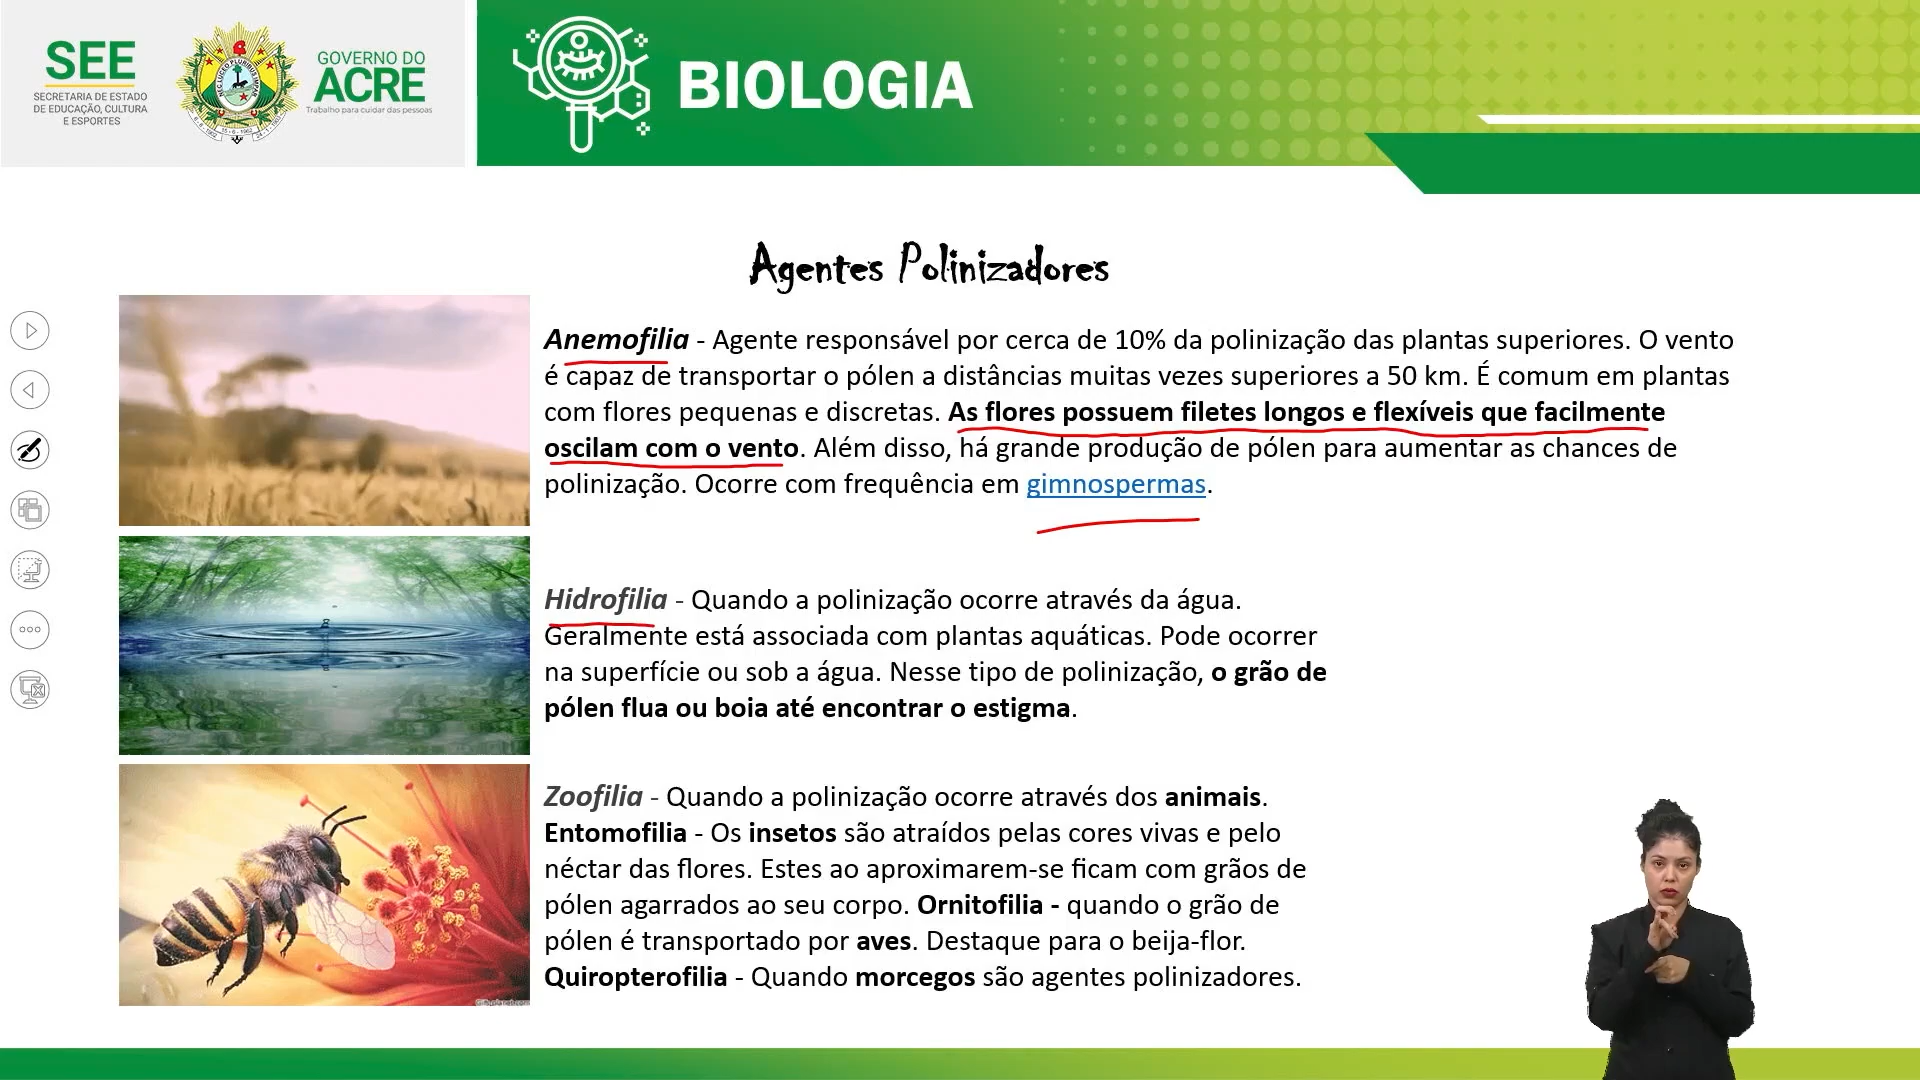 SEE
SECRETARIA DE ESTADO
DE EDUCAÇÃO, CULTURA
E ESPORTES
GOVERNO DO
ACRE
Trabalho para cuidar das pessoas
BIOLOGIA
Agentes Polinizadores
Anemofilia - Agente responsável por cerca de 10% da polinização das plantas superiores. O vento
é capaz de transportar o pólen a distâncias muitas vezes superiores a 50 km. É comum em plantas
com flores pequenas e discretas. As flores possuem filetes longos e flexíveis que facilmente
oscilam com o vento. Além disso, há grande produção de pólen para aumentar as chances de
polinização. Ocorre com frequência em gimnospermas.
Hidrofilia - Quando a polinização ocorre através da água.
Geralmente está associada com plantas aquáticas. Pode ocorrer
na superfície ou sob a água. Nesse tipo de polinização, o grão de
pólen flua ou boia até encontrar o estigma.
Zoofilia - Quando a polinização ocorre através dos animais.
Entomofilia - Os insetos são atraídos pelas cores vivas e pelo
néctar das flores. Estes ao aproximarem-se ficam com grãos de
pólen agarrados ao seu corpo. Ornitofilia - quando o grão de
pólen é transportado por aves. Destaque para o beija-flor.
Quiropterofilia - Quando morcegos são agentes polinizadores.